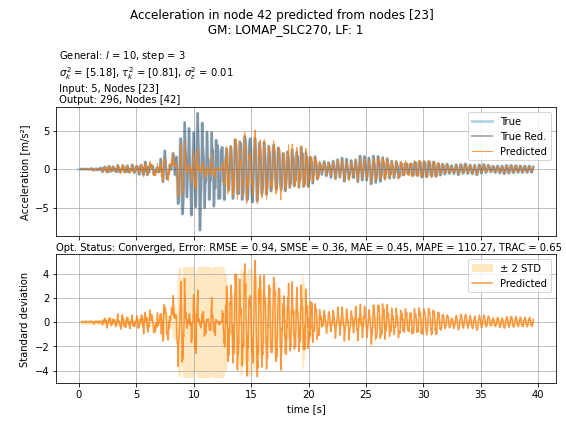 Acceleration in node 42 predicted from nodes [23]
GM: LOMAP_SLC270, LF: 1
General: l = 10, step = 3
σ²ₖ = [5.18], τ²ₖ = [0.81], σ²ε = 0.01
Input: 5, Nodes [23]
Output: 296, Nodes [42]
Acceleration [m/s²]
5
0
−5
True
True Red.
Predicted
Opt. Status: Converged, Error: RMSE = 0.94, SMSE = 0.36, MAE = 0.45, MAPE = 110.27, TRAC = 0.65
Standard deviation
4
2
0
−2
−4
± 2 STD
Predicted
0 5 10 15 20 25 30 35 40
time [s]